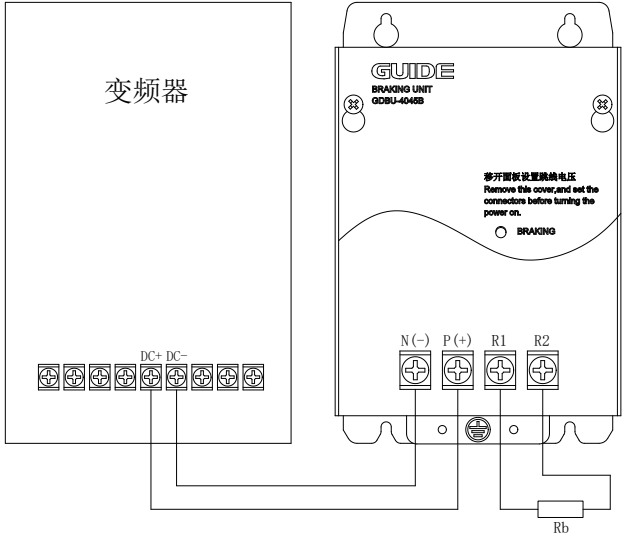 变频器
DC+ DC-
GUIDE
BRAKING UNIT
GDBU-4045B
移开面板设置跳线电压
Remove this cover,and set the
connectors before turning the
power on.
BRAKING
N(-) P(+) R1 R2
Rb